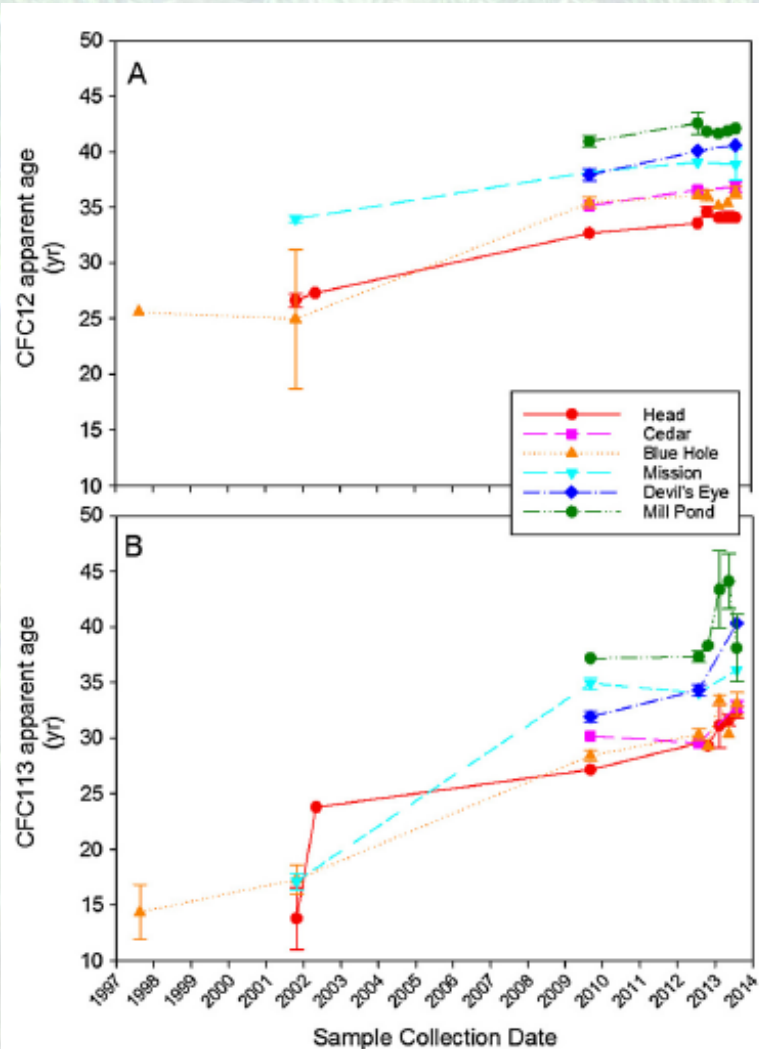 50
A
45
40
35
30
25
20
15
10
CFC12 apparent age
(yr)
Head
Cedar
Blue Hole
Mission
Devil's Eye
Mill Pond
50
B
45
40
35
30
25
20
15
10
CFC113 apparent age
(yr)
1997
1998
1999
2000
2001
2002
2003
2004
2005
2006
2007
2008
2009
2010
2011
2012
2013
2014
Sample Collection Date